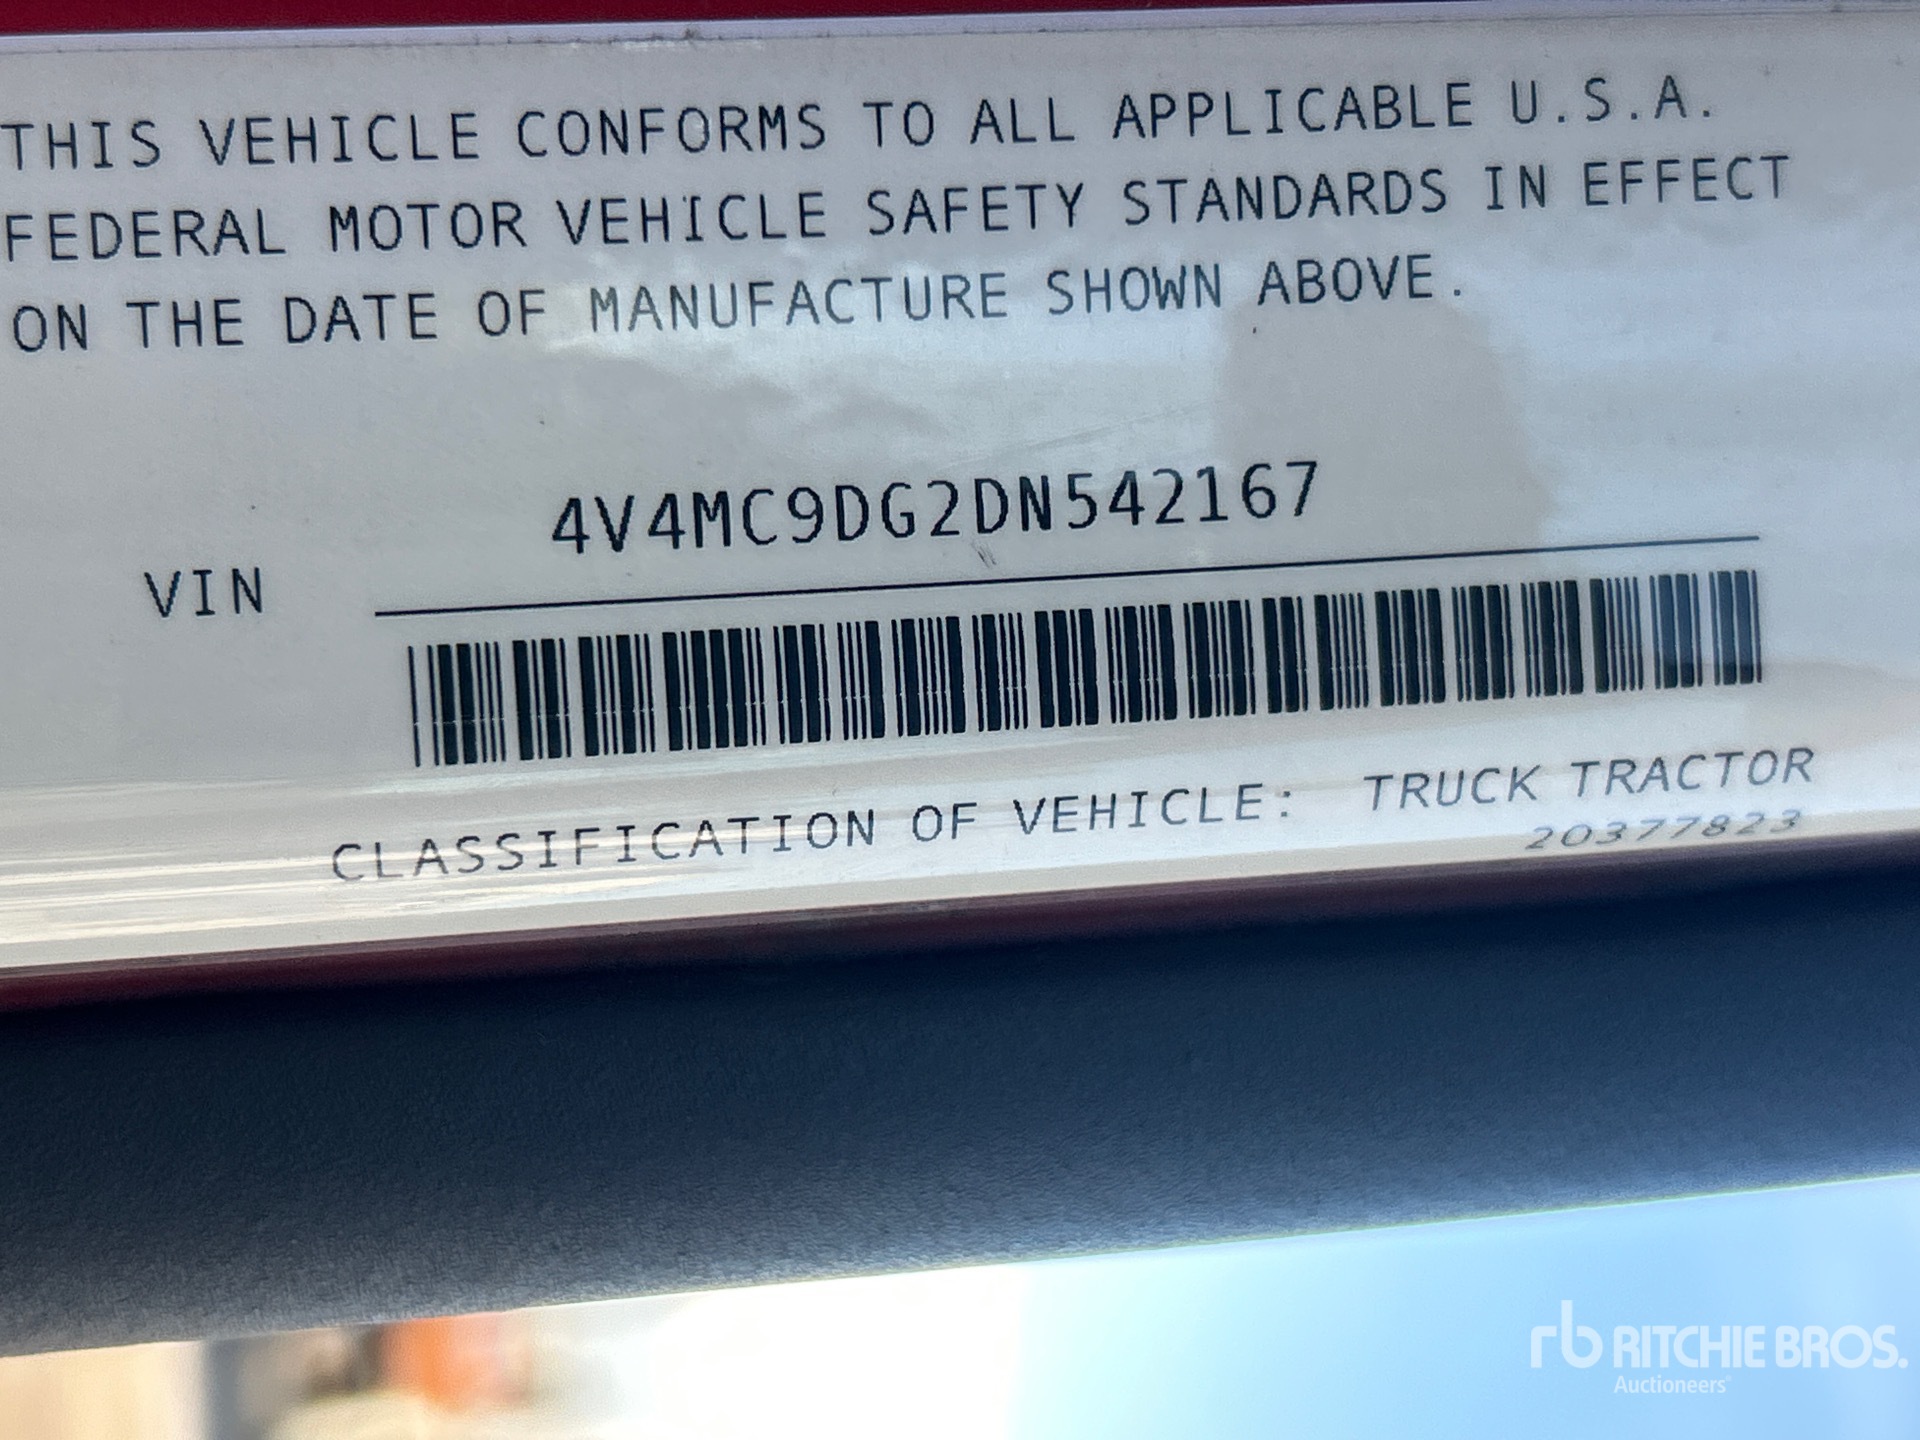 THIS VEHICLE CONFORMS TO ALL APPLICABLE U.S.A.
FEDERAL MOTOR VEHICLE SAFETY STANDARDS IN EFFECT
ON THE DATE OF MANUFACTURE SHOWN ABOVE.
4V4MC9DG2DN542167
VIN
CLASSIFICATION OF VEHICLE: TRUCK TRACTOR
20377823
rb RITCHIE BROS.
Auctioneers